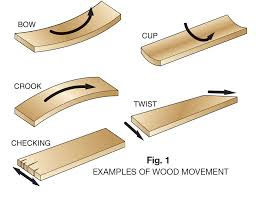 BOW
CUP
CROOK
TWIST
CHECKING
Fig. 1
EXAMPLES OF WOOD MOVEMENT